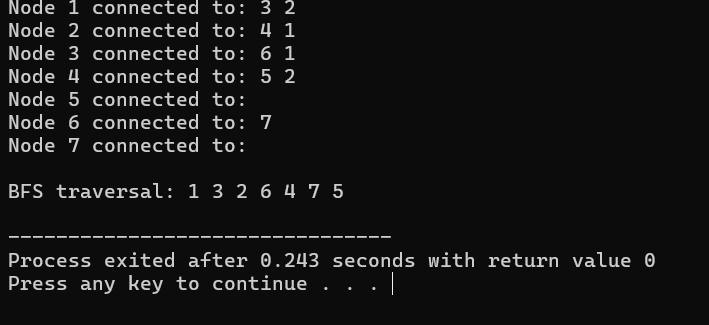 Node 1 connected to: 3 2
Node 2 connected to: 4 1
Node 3 connected to: 6 1
Node 4 connected to: 5 2
Node 5 connected to:
Node 6 connected to: 7
Node 7 connected to:
BFS traversal: 1 3 2 6 4 7 5
--------------------------------
Process exited after 0.243 seconds with return value 0
Press any key to continue . . .